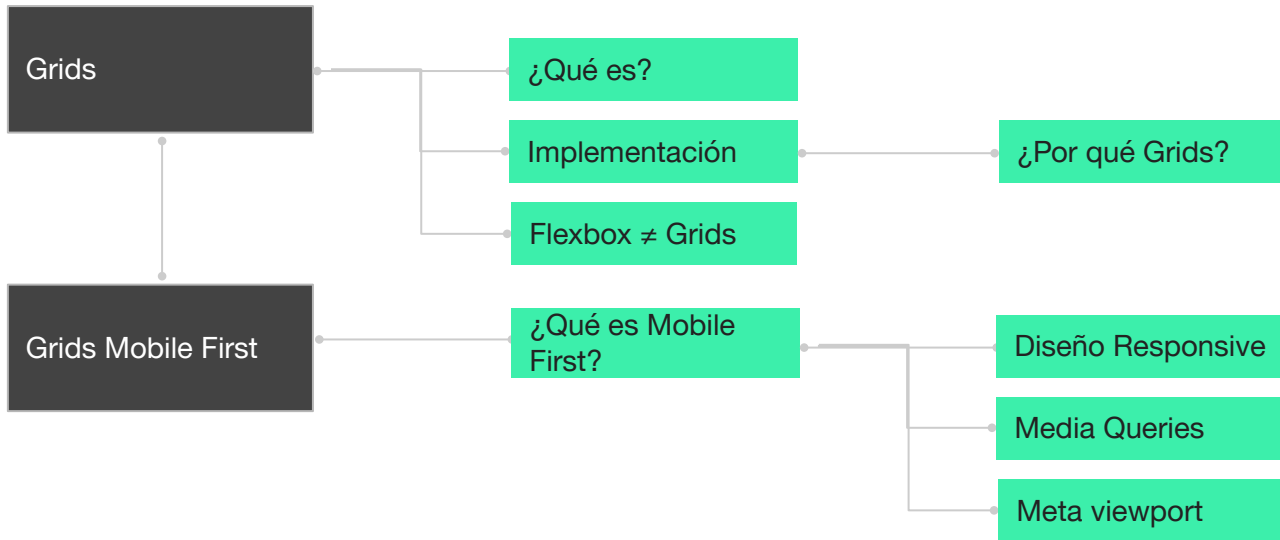 Grids
¿Qué es?
Implementación
¿Por qué Grids?
Flexbox ≠ Grids
Grids Mobile First
¿Qué es Mobile
First?
Diseño Responsive
Media Queries
Meta viewport